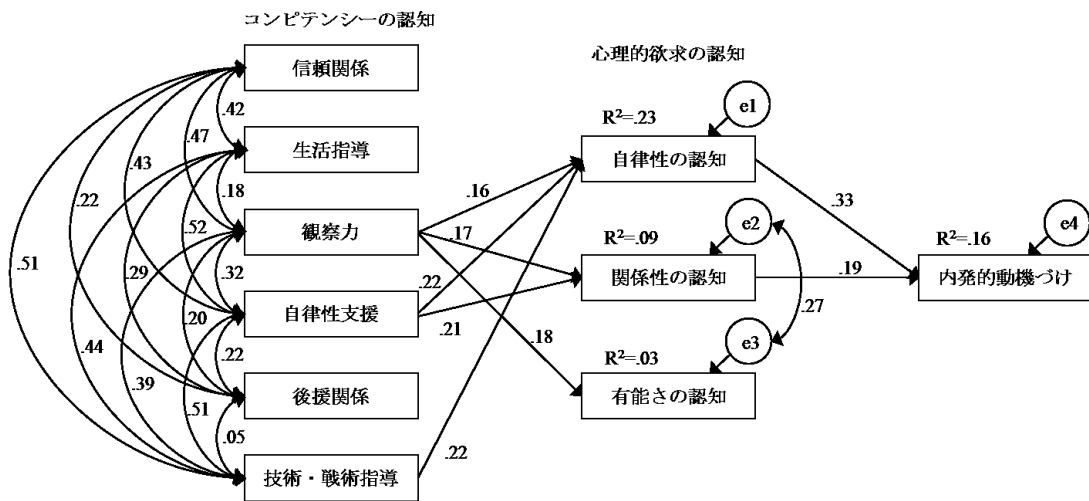 コンピテンシーの認知
信頼関係
生活指導
観察力
自律性支援
後援関係
技術・戦術指導
.42
.47
.43
.18
.22
.52
.32
.51
.29
.20
.22
.44
.39
.51
.05
.16
.17
.22
.21
.18
.22
心理的欲求の認知
R²=.23
e1
自律性の認知
R²=.09
e2
関係性の認知
.27
R²=.03
e3
有能さの認知
.33
.19
R²=.16
e4
内発的動機づけ